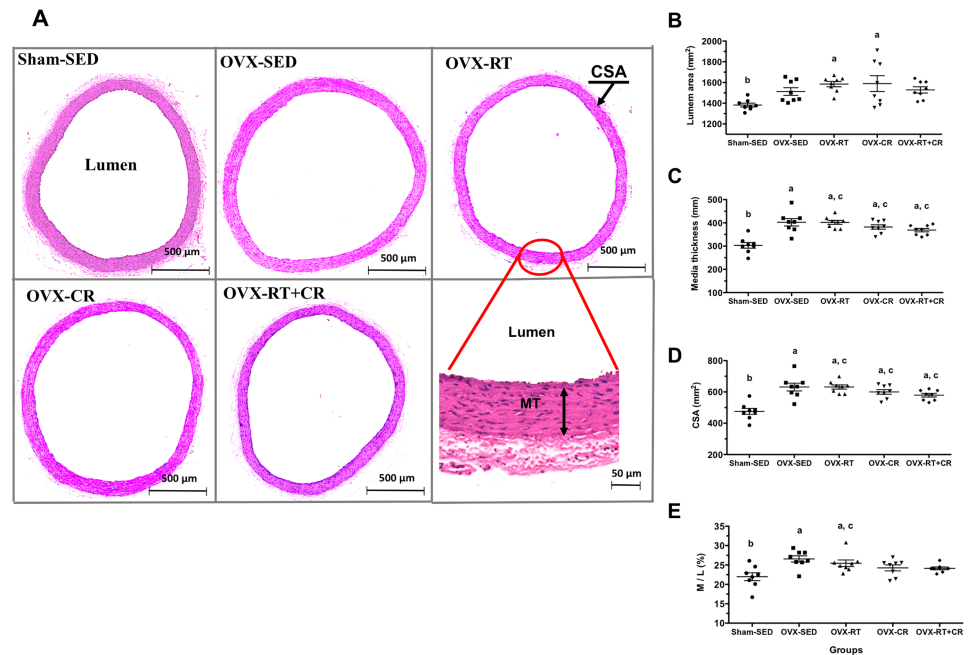 A
Sham-SED
OVX-SED
OVX-RT
CSA
Lumen
500 µm
500 µm
500 µm
OVX-CR
OVX-RT+CR
Lumen
MT
500 µm
500 µm
50 µm
B
Lumem area (mm²)
2000
1800
1600
1400
1200
b
a
a
Sham-SED OVX-SED OVX-RT OVX-CR OVX-RT+CR
C
Media thickness (mm)
500
400
300
200
100
b
a
a, c
a, c
a, c
Sham-SED OVX-SED OVX-RT OVX-CR OVX-RT+CR
D
CSA (mm²)
800
600
400
200
b
a
a, c
a, c
a, c
Sham-SED OVX-SED OVX-RT OVX-CR OVX-RT+CR
E
M / L (%)
35
30
25
20
15
10
b
a
a, c
Sham-SED OVX-SED OVX-RT OVX-CR OVX-RT+CR
Groups